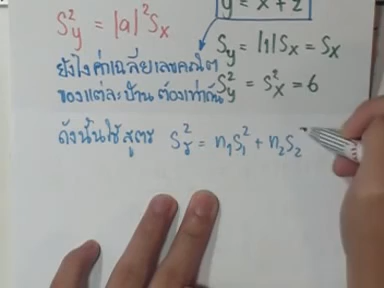 y = x + 2
S²y = |a|²Sx
Sy = |1|Sx = Sx
ยังไงค่าเฉลี่ยเลขคณิต
S²y = S²x = 6
ของแต่ละบ้าน ต้องเท่ากัน
ดังนั้นใช้สูตร S²r = n₁S₁² + n₂S₂